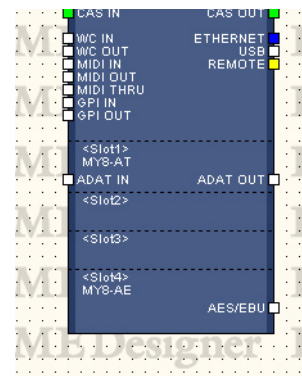 CAS IN CAS OUT
WC IN ETHERNET
WC OUT USB
MIDI IN REMOTE
MIDI OUT
MIDI THRU
GPI IN
GPI OUT
<Slot1>
MY8-AT
ADAT IN ADAT OUT
<Slot2>
<Slot3>
<Slot4>
MY8-AE
AES/EBU
ME Designer